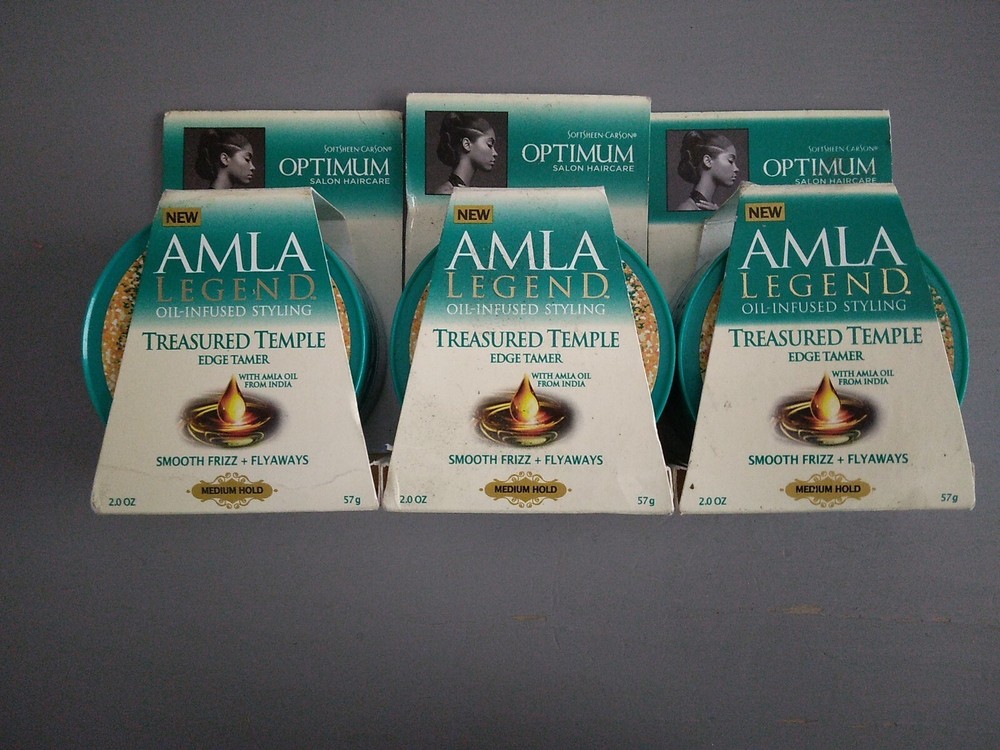 SOFTSHEEN·CARSON®
OPTIMUM
SALON HAIRCARE
NEW
AMLA
LEGEND™
OIL-INFUSED STYLING
TREASURED TEMPLE
EDGE TAMER
WITH AMLA OIL
FROM INDIA
SMOOTH FRIZZ + FLYAWAYS
MEDIUM HOLD
2.0 OZ 57g
SOFTSHEEN·CARSON®
OPTIMUM
SALON HAIRCARE
NEW
AMLA
LEGEND™
OIL-INFUSED STYLING
TREASURED TEMPLE
EDGE TAMER
WITH AMLA OIL
FROM INDIA
SMOOTH FRIZZ + FLYAWAYS
MEDIUM HOLD
2.0 OZ 57g
SOFTSHEEN·CARSON®
OPTIMUM
SALON HAIRCARE
NEW
AMLA
LEGEND™
OIL-INFUSED STYLING
TREASURED TEMPLE
EDGE TAMER
WITH AMLA OIL
FROM INDIA
SMOOTH FRIZZ + FLYAWAYS
MEDIUM HOLD
2.0 OZ 57g